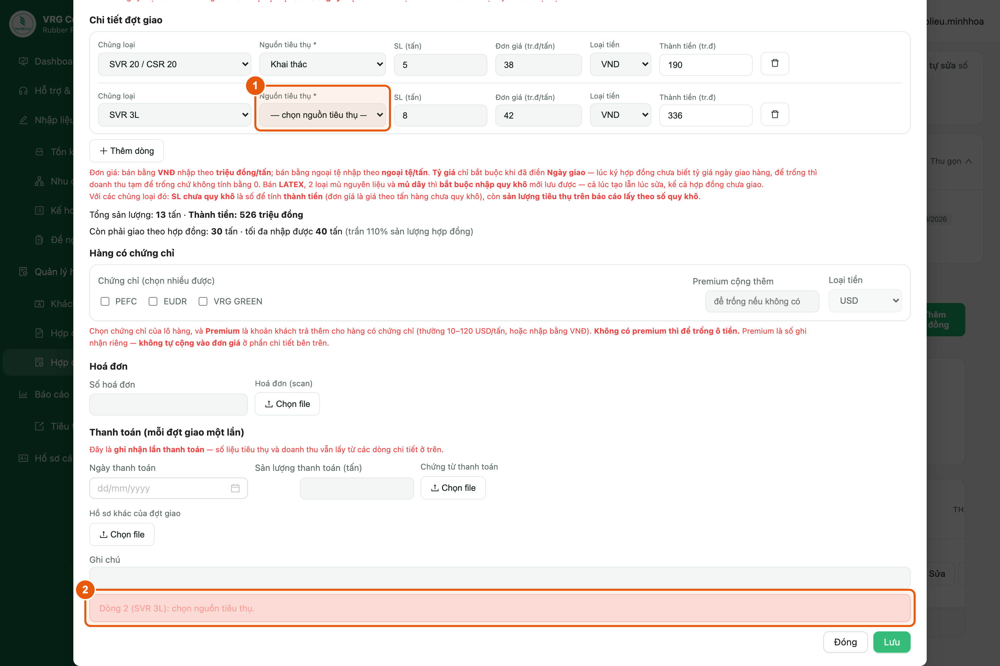 VRG Co
Rubber P
blieu.minhhoa
Dashboa
Hỗ trợ &
Nhập liệu
Tồn k
Nhu c
Kế ho
Đề ng
Quản lý h
Khách
Hợp đ
Hợp đ
Báo cáo
Tiêu t
Hồ sơ cá
Chi tiết đợt giao
Chủng loại
Nguồn tiêu thụ *
SL (tấn)
Đơn giá (tr.đ/tấn)
Loại tiền
Thành tiền (tr.đ)
SVR 20 / CSR 20
Khai thác
5
38
VND
190
1
Chủng loại
Nguồn tiêu thụ *
SL (tấn)
Đơn giá (tr.đ/tấn)
Loại tiền
Thành tiền (tr.đ)
SVR 3L
— chọn nguồn tiêu thụ —
8
42
VND
336
+ Thêm dòng
Đơn giá: bán bằng VNĐ nhập theo triệu đồng/tấn; bán bằng ngoại tệ nhập theo ngoại tệ/tấn. Tỷ giá chỉ bắt buộc khi đã điền Ngày giao — lúc ký hợp đồng chưa biết tỷ giá ngày giao hàng, để trống thì
doanh thu tạm để trống chứ không tính bằng 0. Bán LATEX, 2 loại mủ nguyên liệu và mủ dây thì bắt buộc nhập quy khô mới lưu được — cả lúc tạo lẫn lúc sửa, kể cả hợp đồng chưa giao.
Với các chủng loại đó: SL chưa quy khô là số để tính thành tiền (đơn giá là giá theo tấn hàng chưa quy khô), còn sản lượng tiêu thụ trên báo cáo lấy theo số quy khô.
Tổng sản lượng: 13 tấn · Thành tiền: 526 triệu đồng
Còn phải giao theo hợp đồng: 30 tấn · tối đa nhập được 40 tấn (trần 110% sản lượng hợp đồng)
Hàng có chứng chỉ
Chứng chỉ (chọn nhiều được)
Premium cộng thêm
Loại tiền
PEFC
EUDR
VRG GREEN
để trống nếu không có
USD
Chọn chứng chỉ của lô hàng, và Premium là khoản khách trả thêm cho hàng có chứng chỉ (thường 10–120 USD/tấn, hoặc nhập bằng VNĐ). Không có premium thì để trống ô tiền. Premium là số ghi
nhận riêng — không tự cộng vào đơn giá ở phần chi tiết bên trên.
Hoá đơn
Số hoá đơn
Hoá đơn (scan)
Chọn file
Thanh toán (mỗi đợt giao một lần)
Đây là ghi nhận lần thanh toán — số liệu tiêu thụ và doanh thu vẫn lấy từ các dòng chi tiết ở trên.
Ngày thanh toán
Sản lượng thanh toán (tấn)
Chứng từ thanh toán
dd/mm/yyyy
Chọn file
Hồ sơ khác của đợt giao
Chọn file
Ghi chú
2
Dòng 2 (SVR 3L): chọn nguồn tiêu thụ.
Đóng
Lưu
tự sửa số
Thu gọn
9/2026
Thêm
đồng
TH.
Sửa